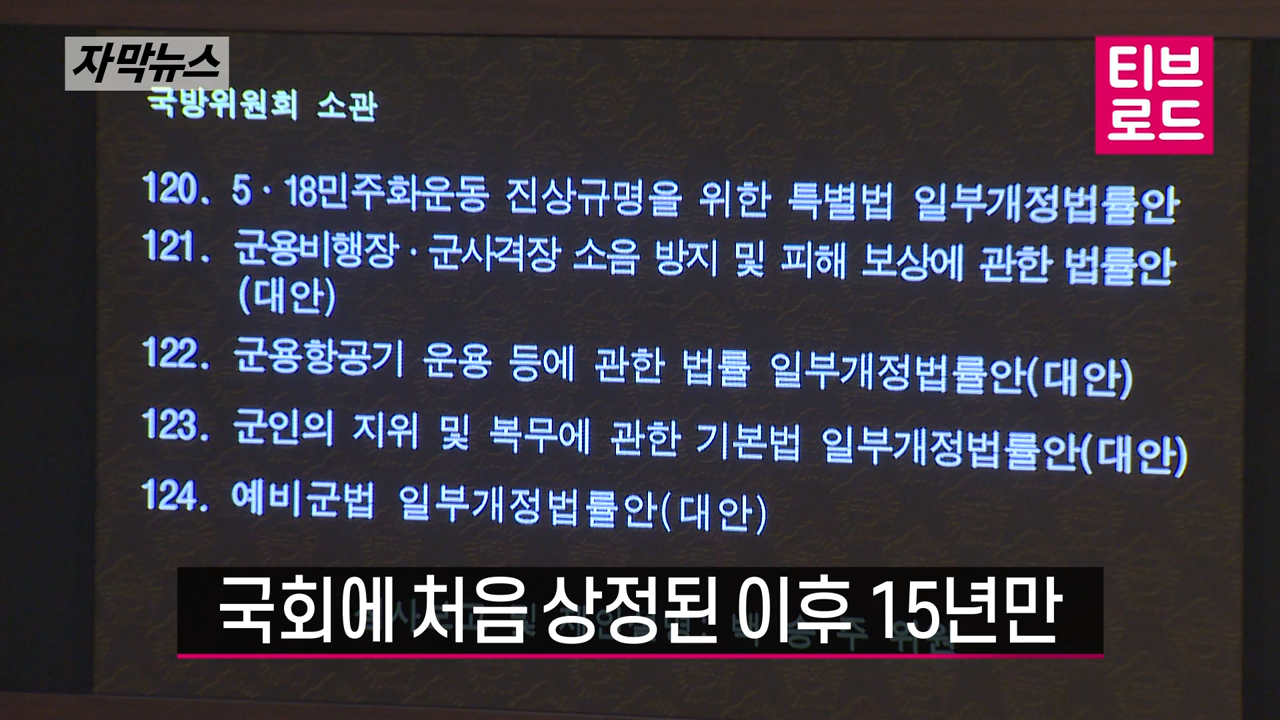 자막뉴스
티브
로드
국방위원회 소관
120. 5·18민주화운동 진상규명을 위한 특별법 일부개정법률안
121. 군용비행장·군사격장 소음 방지 및 피해 보상에 관한 법률안
(대안)
122. 군용항공기 운용 등에 관한 법률 일부개정법률안(대안)
123. 군인의 지위 및 복무에 관한 기본법 일부개정법률안(대안)
124. 예비군법 일부개정법률안(대안)
국회에 처음 상정된 이후 15년만